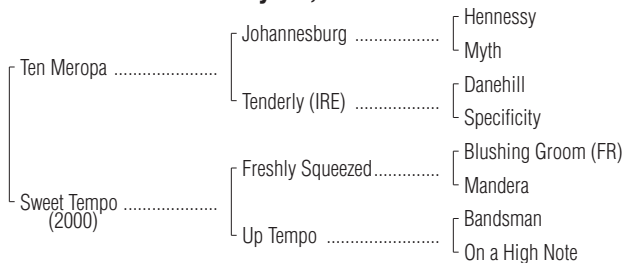 Hennessy
Johannesburg ..................
Myth
Ten Meropa ......................
Danehill
Tenderly (IRE) ..................
Specificity
Blushing Groom (FR)
Freshly Squeezed..............
Mandera
Sweet Tempo ....................
(2000)
Bandsman
Up Tempo ........................
On a High Note